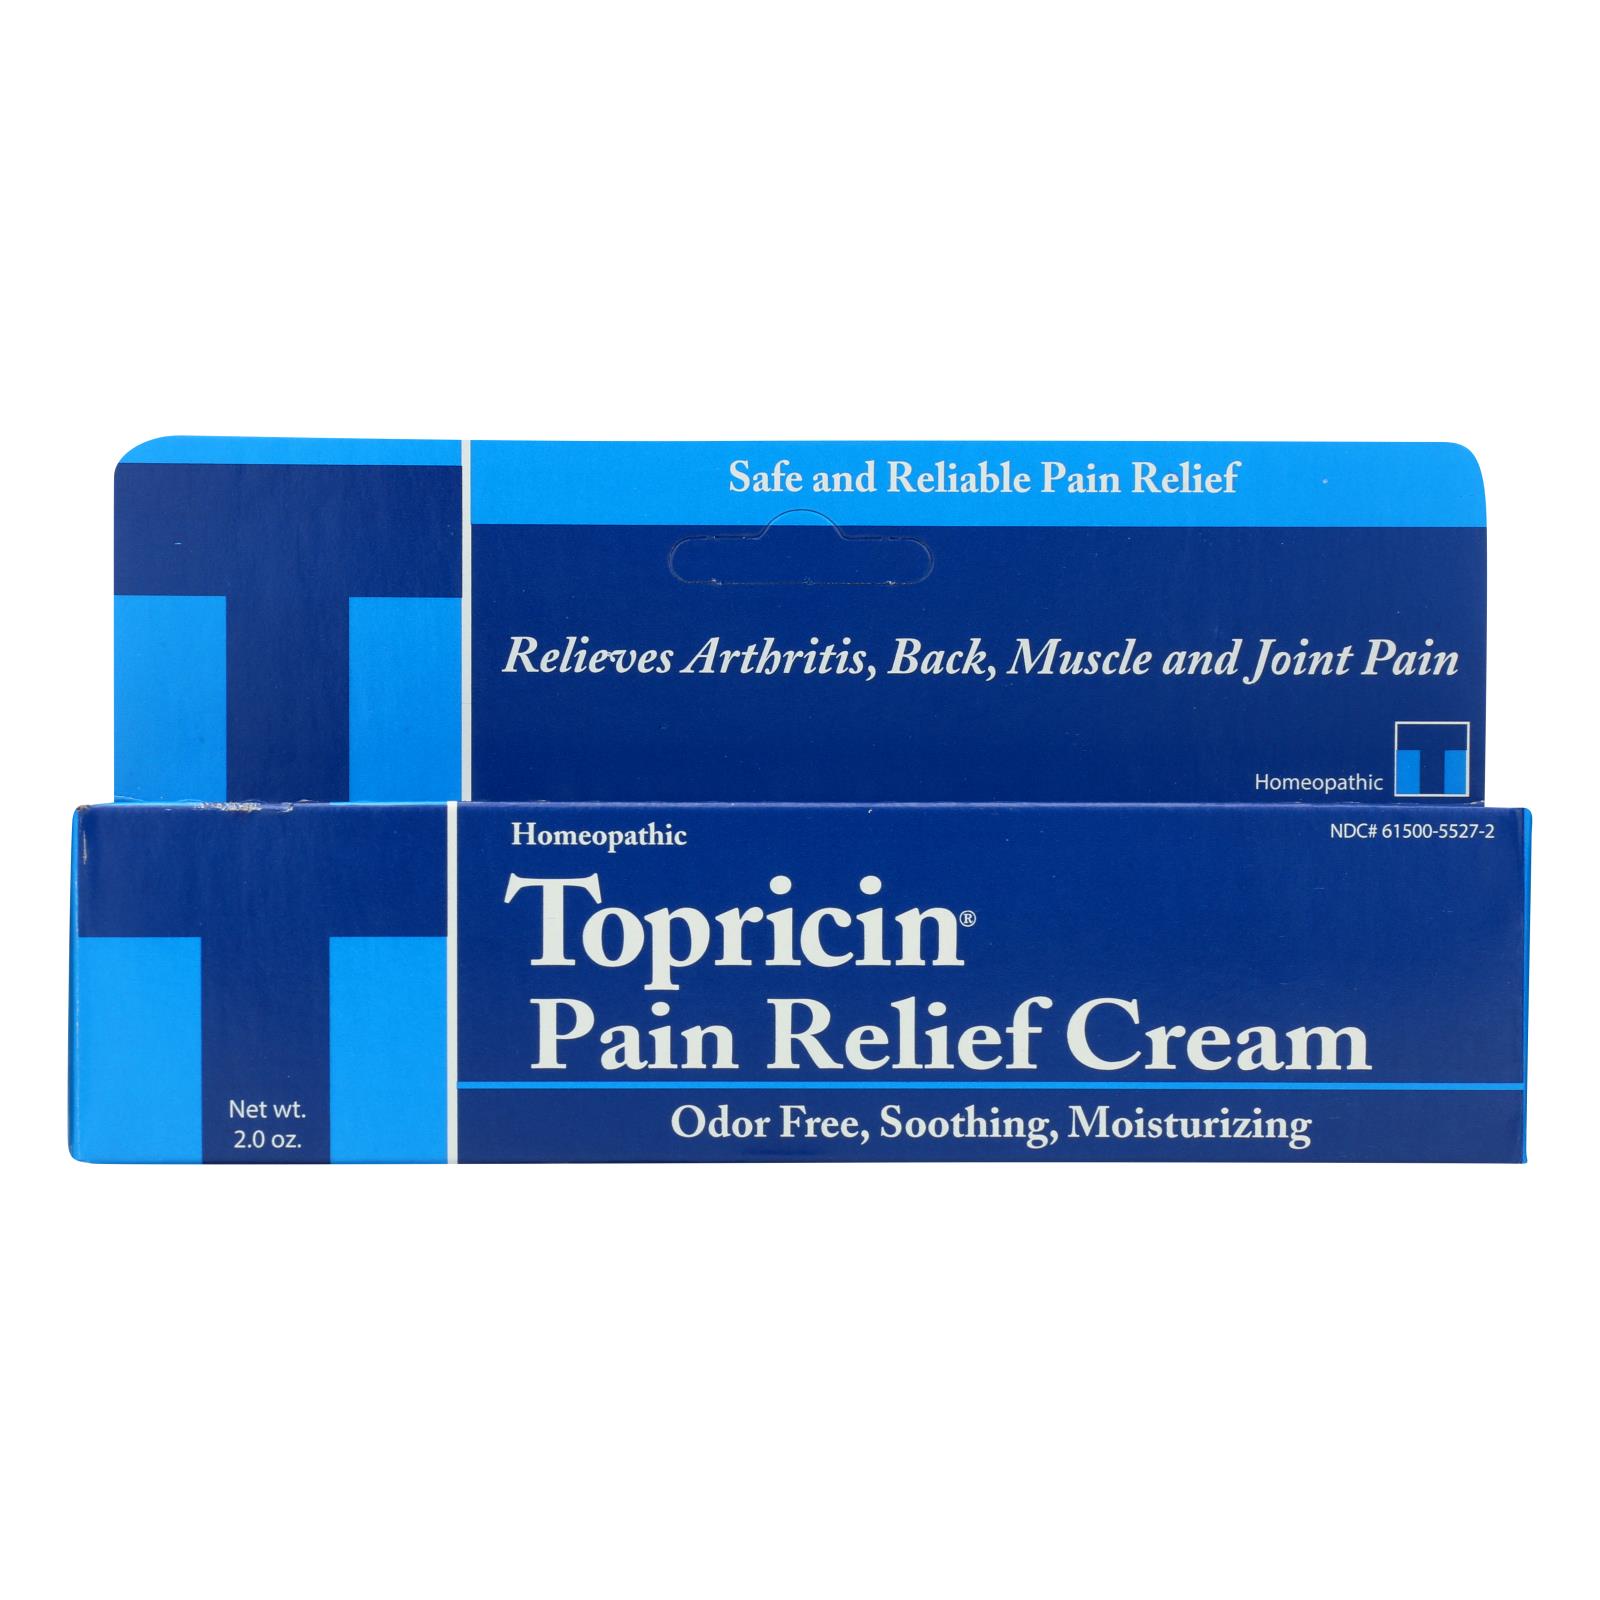 Safe and Reliable Pain Relief
Relieves Arthritis, Back, Muscle and Joint Pain
Homeopathic
T
Homeopathic
NDC# 61500-5527-2
Topricin®
Pain Relief Cream
Odor Free, Soothing, Moisturizing
Net wt.
2.0 oz.